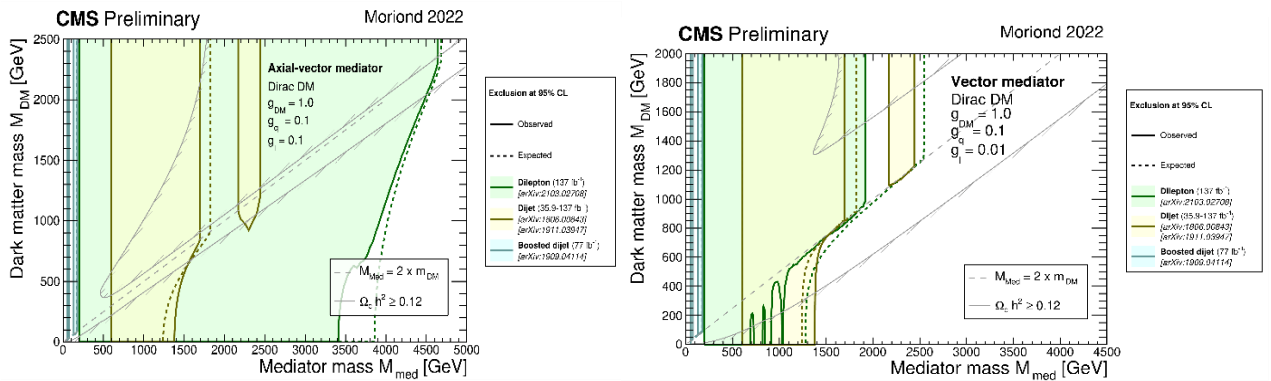 CMS Preliminary
Moriond 2022
Dark matter mass M_DM [GeV]
2500
2000
1500
1000
500
0
Axial-vector mediator
Dirac DM
g_DM = 1.0
g_q = 0.1
g_l = 0.1
M_Med = 2 x m_DM
Ω_c h² ≥ 0.12
0 500 1000 1500 2000 2500 3000 3500 4000 4500 5000
Mediator mass M_med [GeV]
Exclusion at 95% CL
Observed
Expected
Dilepton (137 fb⁻¹)
[arXiv:2103.02708]
Dijet (35.9-137 fb⁻¹)
[arXiv:1806.00843]
[arXiv:1911.03947]
Boosted dijet (77 fb⁻¹)
[arXiv:1909.04114]
CMS Preliminary
Moriond 2022
Dark matter mass M_DM [GeV]
2000
1800
1600
1400
1200
1000
800
600
400
200
0
Vector mediator
Dirac DM
g_DM = 1.0
g_q = 0.1
g_l = 0.01
M_Med = 2 x m_DM
Ω_c h² ≥ 0.12
0 500 1000 1500 2000 2500 3000 3500 4000 4500
Mediator mass M_med [GeV]
Exclusion at 95% CL
Observed
Expected
Dilepton (137 fb⁻¹)
[arXiv:2103.02708]
Dijet (35.9-137 fb⁻¹)
[arXiv:1806.00843]
[arXiv:1911.03947]
Boosted dijet (77 fb⁻¹)
[arXiv:1909.04114]